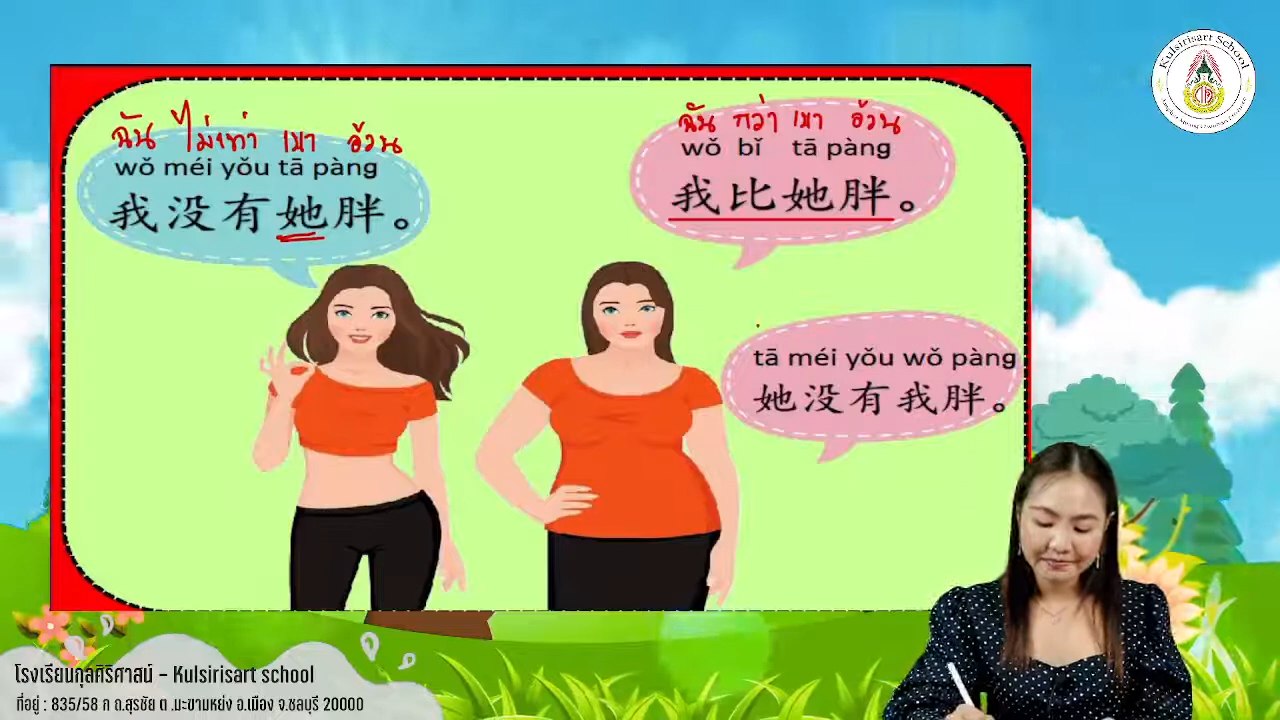 Kulsirisart School
ฉัน ไม่เท่า เขา อ้วน
wǒ méi yǒu tā pàng
我没有她胖。
ฉัน กว่า เขา อ้วน
wǒ bǐ tā pàng
我比她胖。
tā méi yǒu wǒ pàng
她没有我胖。
โรงเรียนกุลศิริศาสน์ - Kulsirisart school
ที่อยู่ : 835/58 ก ถ.สุรชัย ต .มะขามหย่ง อ.เมือง จ.ชลบุรี 20000